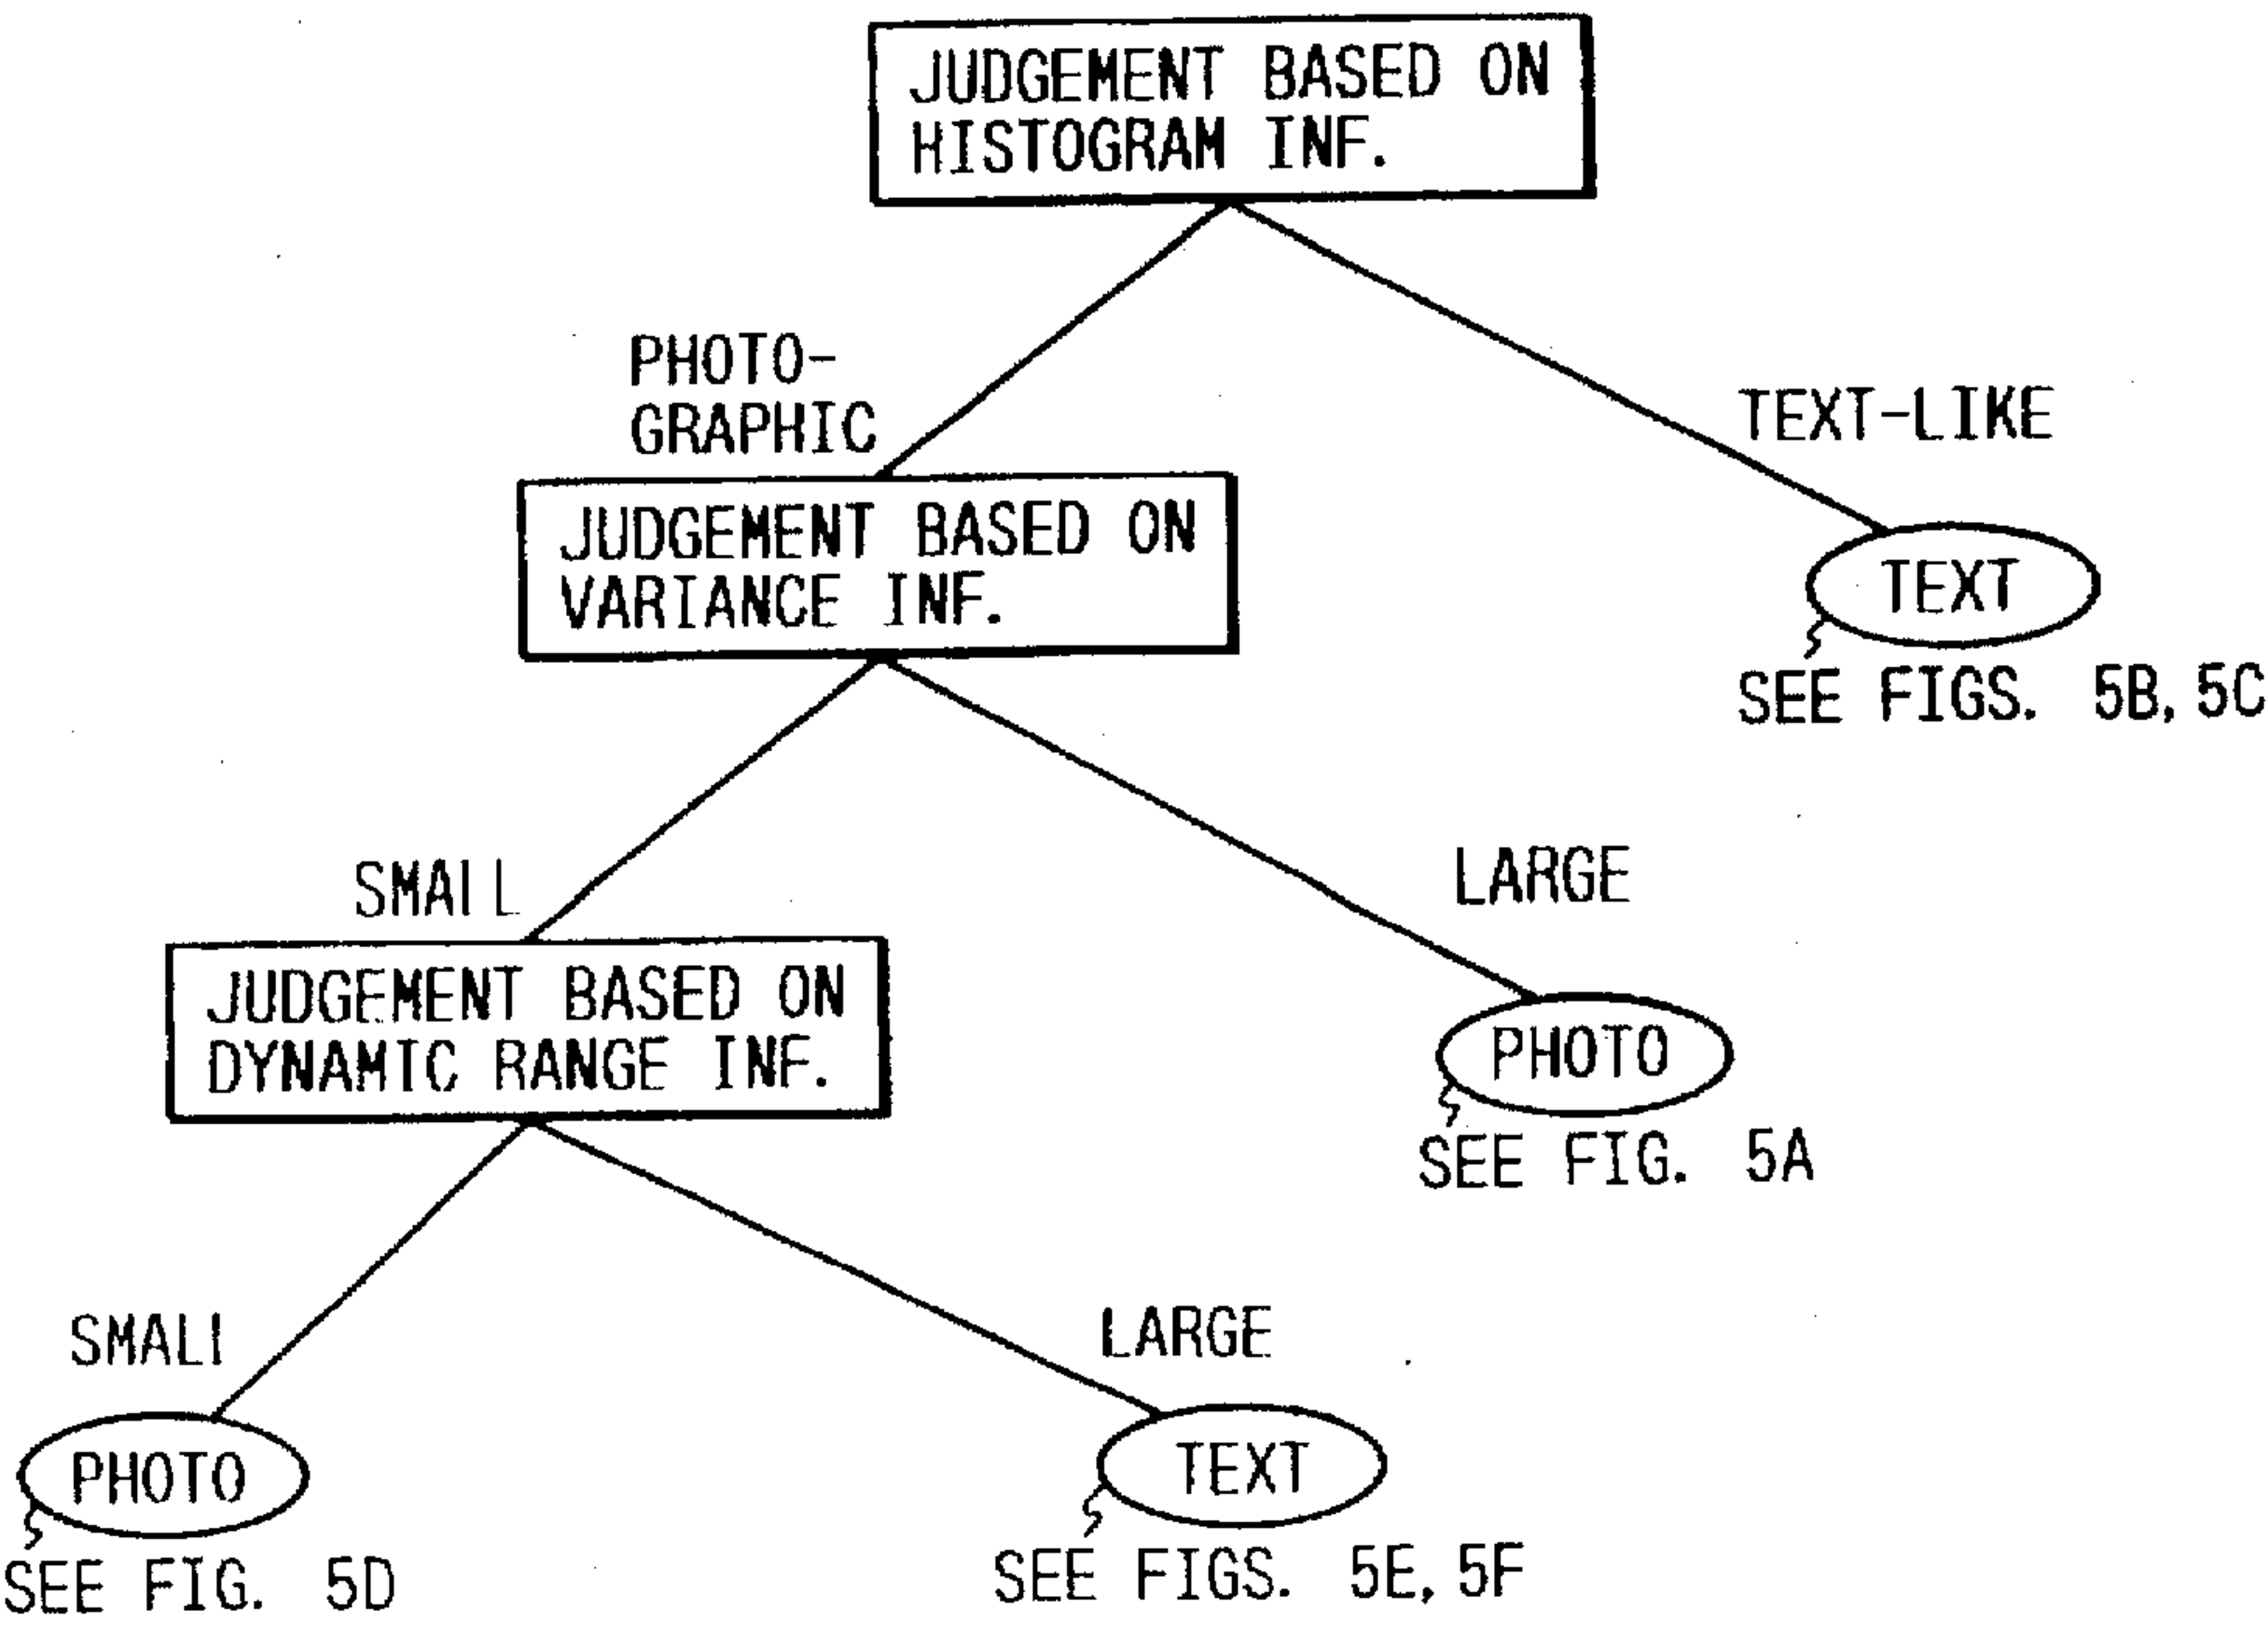 JUDGEMENT BASED ON
HISTOGRAM INF.
PHOTO-
GRAPHIC
TEXT-LIKE
JUDGEMENT BASED ON
VARIANCE INF.
TEXT
SEE FIGS. 5B, 5C
SMALL
LARGE
JUDGEMENT BASED ON
DYNAMIC RANGE INF.
PHOTO
SEE FIG. 5A
SMALL
LARGE
PHOTO
TEXT
SEE FIG. 5D
SEE FIGS. 5E, 5F